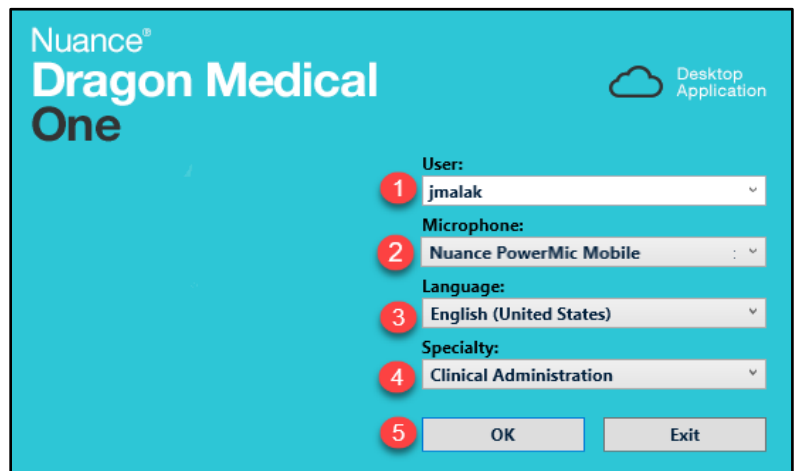 Nuance®
Dragon Medical
One
Desktop
Application
User:
1 jmalak
Microphone:
2 Nuance PowerMic Mobile :
Language:
3 English (United States)
Specialty:
4 Clinical Administration
5 OK Exit